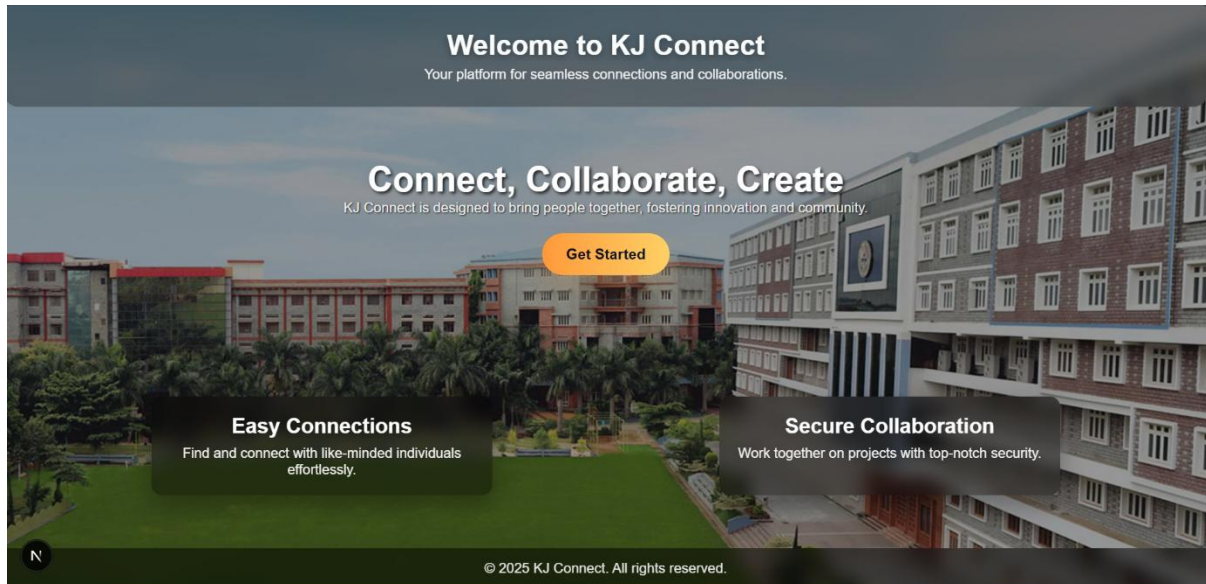 Welcome to KJ Connect
Your platform for seamless connections and collaborations.
Connect, Collaborate, Create
KJ Connect is designed to bring people together, fostering innovation and community.
Get Started
Easy Connections
Find and connect with like-minded individuals
effortlessly.
Secure Collaboration
Work together on projects with top-notch security.
N
© 2025 KJ Connect. All rights reserved.